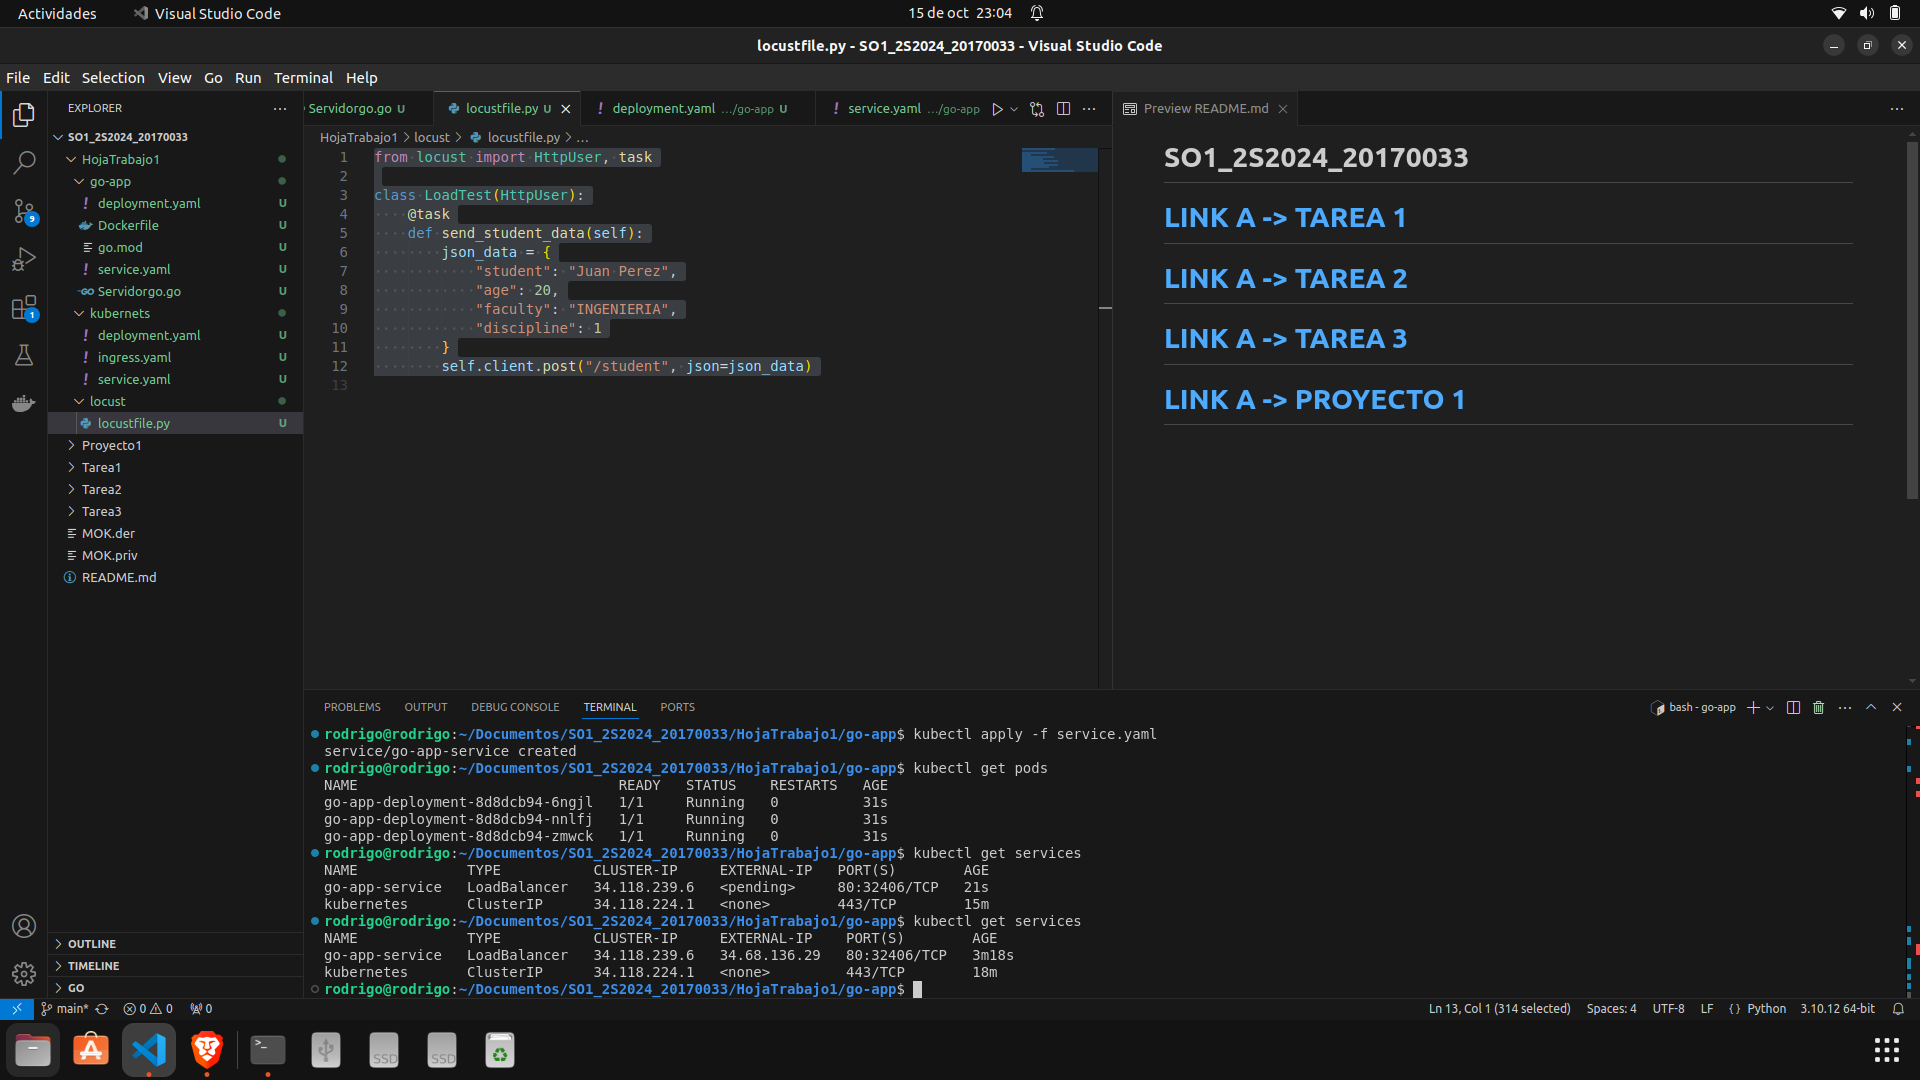 Actividades
Visual Studio Code
15 de oct 23:04
locustfile.py - SO1_2S2024_20170033 - Visual Studio Code
File Edit Selection View Go Run Terminal Help
EXPLORER
SO1_2S2024_20170033
HojaTrabajo1
go-app
deployment.yaml U
Dockerfile U
go.mod U
service.yaml U
Servidorgo.go U
kubernets
deployment.yaml U
ingress.yaml U
service.yaml U
locust
locustfile.py U
Proyecto1
Tarea1
Tarea2
Tarea3
MOK.der
MOK.priv
README.md
OUTLINE
TIMELINE
GO
9
1
Servidorgo.go U
locustfile.py U
deployment.yaml .../go-app U
service.yaml .../go-app
HojaTrabajo1 > locust > locustfile.py > ...
1 from locust import HttpUser, task
2
3 class LoadTest(HttpUser):
4 @task
5 def send_student_data(self):
6 json_data = {
7 "student": "Juan Perez",
8 "age": 20,
9 "faculty": "INGENIERIA",
10 "discipline": 1
11 }
12 self.client.post("/student", json=json_data)
13
Preview README.md
SO1_2S2024_20170033
LINK A -> TAREA 1
LINK A -> TAREA 2
LINK A -> TAREA 3
LINK A -> PROYECTO 1
PROBLEMS OUTPUT DEBUG CONSOLE TERMINAL PORTS
bash - go-app
rodrigo@rodrigo:~/Documentos/SO1_2S2024_20170033/HojaTrabajo1/go-app$ kubectl apply -f service.yaml
service/go-app-service created
rodrigo@rodrigo:~/Documentos/SO1_2S2024_20170033/HojaTrabajo1/go-app$ kubectl get pods
NAME READY STATUS RESTARTS AGE
go-app-deployment-8d8dcb94-6ngjl 1/1 Running 0 31s
go-app-deployment-8d8dcb94-nnlfj 1/1 Running 0 31s
go-app-deployment-8d8dcb94-zmwck 1/1 Running 0 31s
rodrigo@rodrigo:~/Documentos/SO1_2S2024_20170033/HojaTrabajo1/go-app$ kubectl get services
NAME TYPE CLUSTER-IP EXTERNAL-IP PORT(S) AGE
go-app-service LoadBalancer 34.118.239.6 <pending> 80:32406/TCP 21s
kubernetes ClusterIP 34.118.224.1 <none> 443/TCP 15m
rodrigo@rodrigo:~/Documentos/SO1_2S2024_20170033/HojaTrabajo1/go-app$ kubectl get services
NAME TYPE CLUSTER-IP EXTERNAL-IP PORT(S) AGE
go-app-service LoadBalancer 34.118.239.6 34.68.136.29 80:32406/TCP 3m18s
kubernetes ClusterIP 34.118.224.1 <none> 443/TCP 18m
rodrigo@rodrigo:~/Documentos/SO1_2S2024_20170033/HojaTrabajo1/go-app$
main* 0 0 0
Ln 13, Col 1 (314 selected) Spaces: 4 UTF-8 LF {} Python 3.10.12 64-bit
SSD
SSD